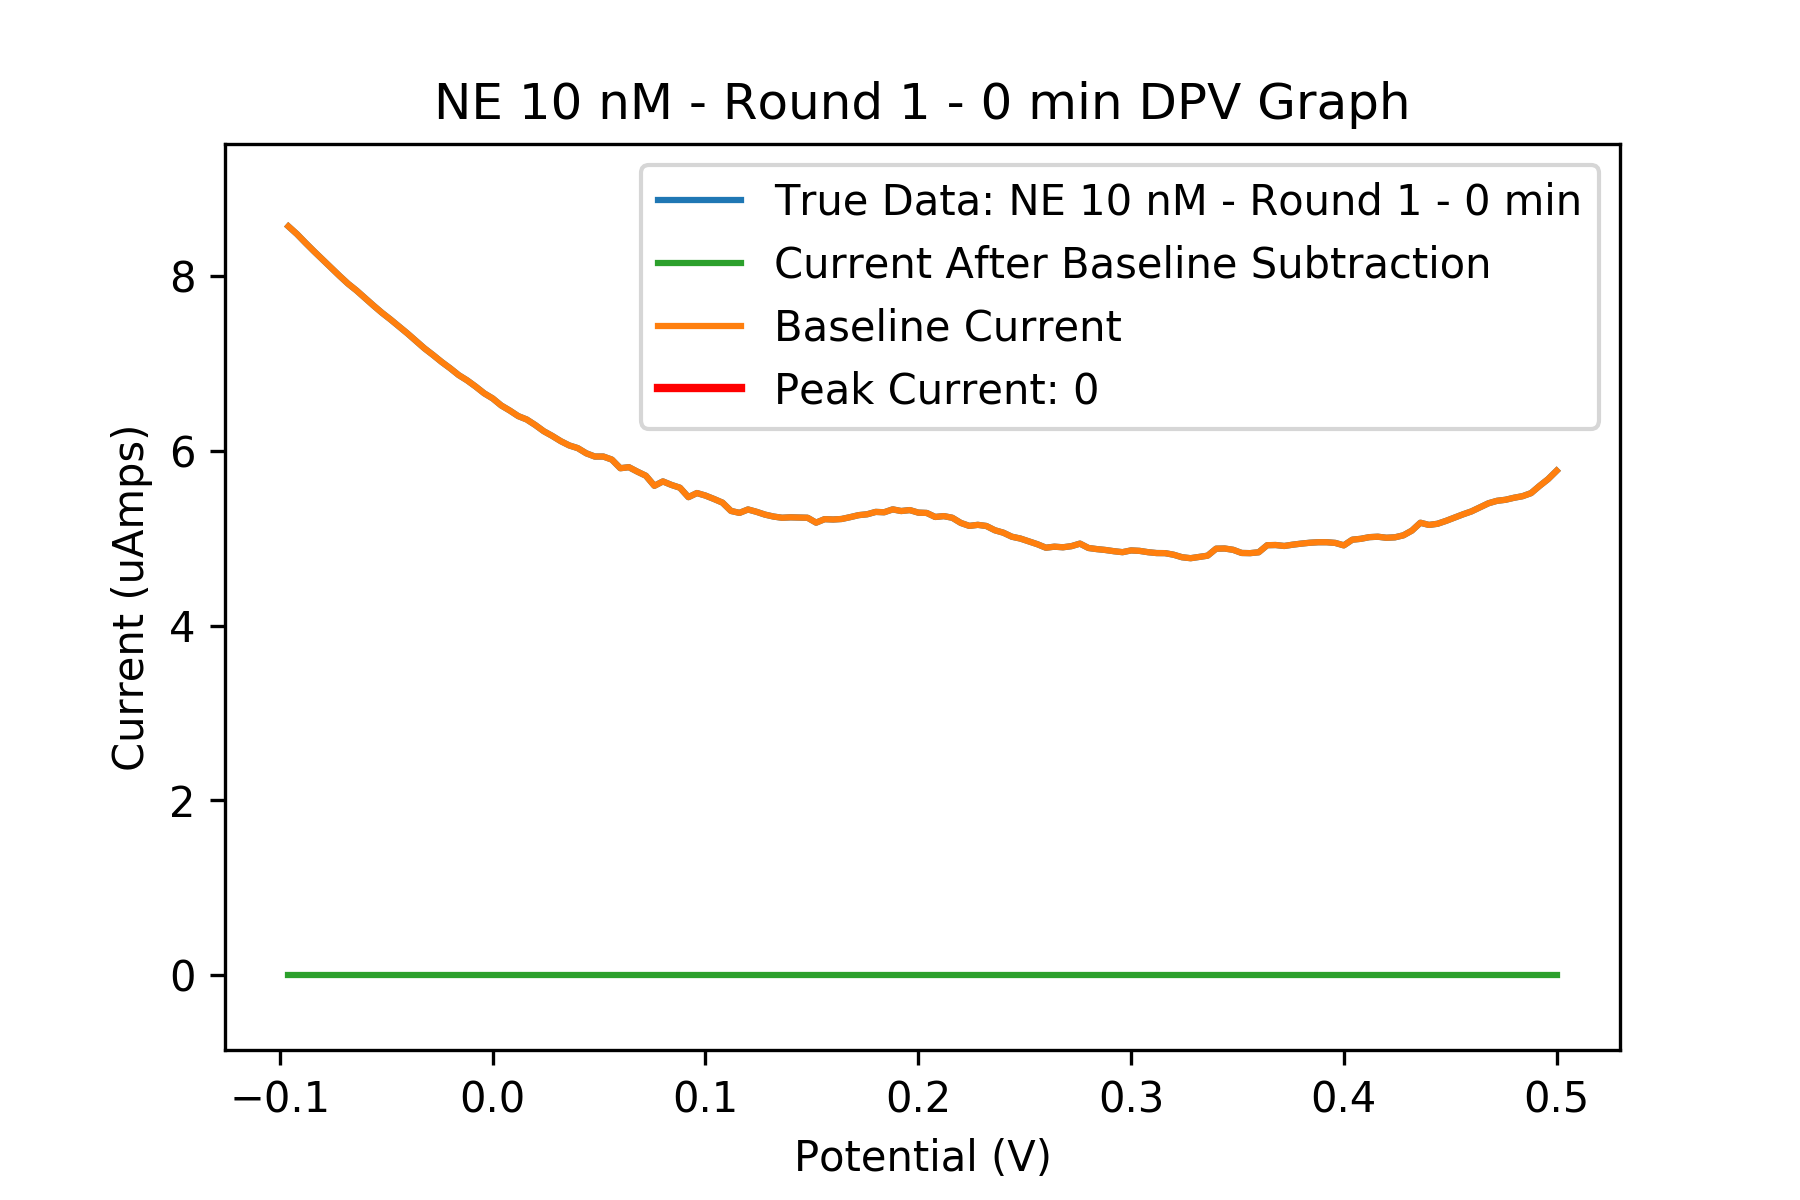 NE 10 nM - Round 1 - 0 min DPV Graph
True Data: NE 10 nM - Round 1 - 0 min
Current After Baseline Subtraction
Baseline Current
Peak Current: 0
Current (uAmps)
8
6
4
2
0
−0.1 0.0 0.1 0.2 0.3 0.4 0.5
Potential (V)